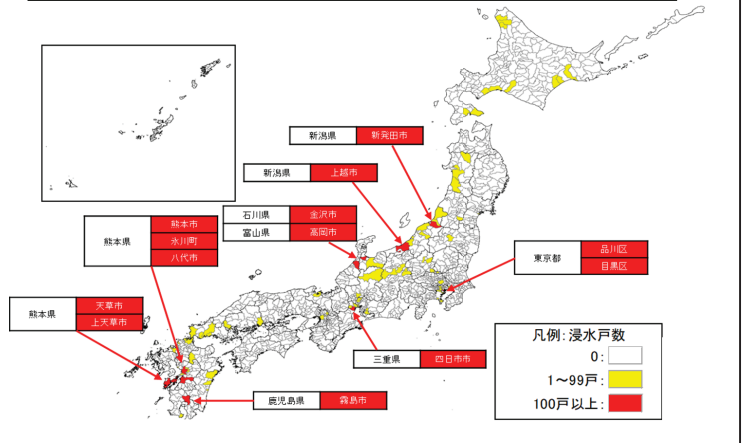 新潟県 新発田市
新潟県 上越市
石川県 金沢市
富山県 高岡市
熊本県 熊本市
氷川町
八代市
東京都 品川区
目黒区
熊本県 天草市
上天草市
三重県 四日市市
鹿児島県 霧島市
凡例:浸水戸数
0:
1~99戸:
100戸以上: